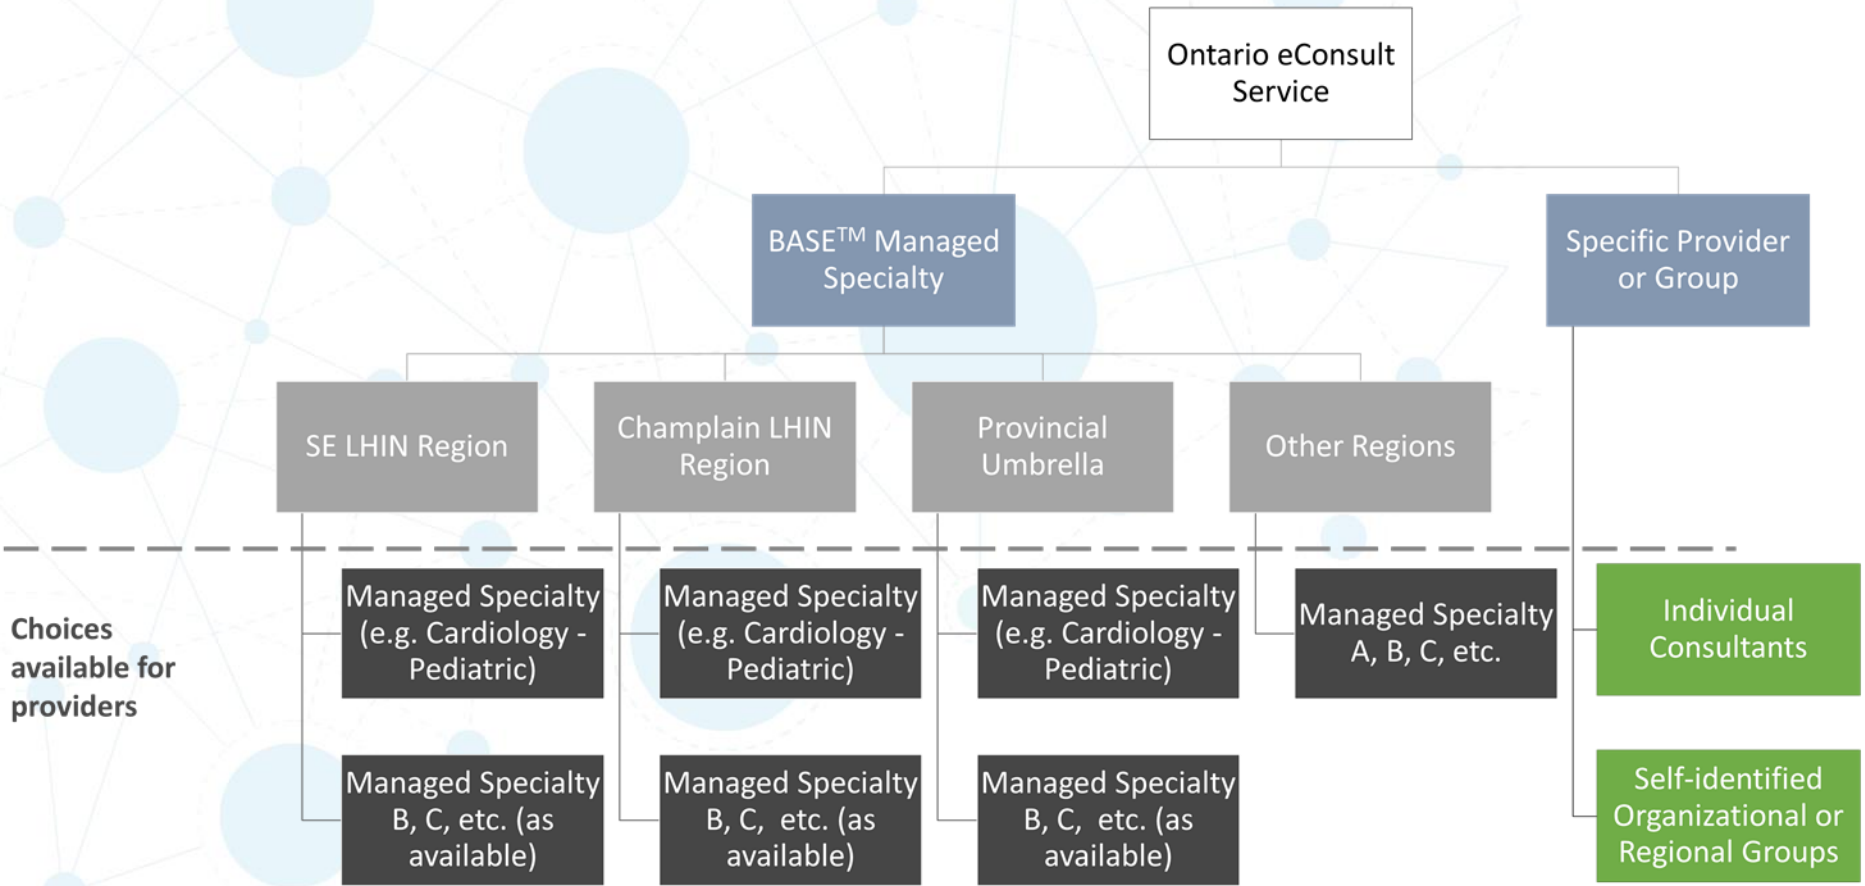 Ontario eConsult
Service
BASE™ Managed
Specialty
Specific Provider
or Group
SE LHIN Region
Champlain LHIN
Region
Provincial
Umbrella
Other Regions
Choices
available for
providers
Managed Specialty
(e.g. Cardiology -
Pediatric)
Managed Specialty
(e.g. Cardiology -
Pediatric)
Managed Specialty
(e.g. Cardiology -
Pediatric)
Managed Specialty
A, B, C, etc.
Individual
Consultants
Managed Specialty
B, C, etc. (as
available)
Managed Specialty
B, C,  etc. (as
available)
Managed Specialty
B, C,  etc. (as
available)
Self-identified
Organizational or
Regional Groups